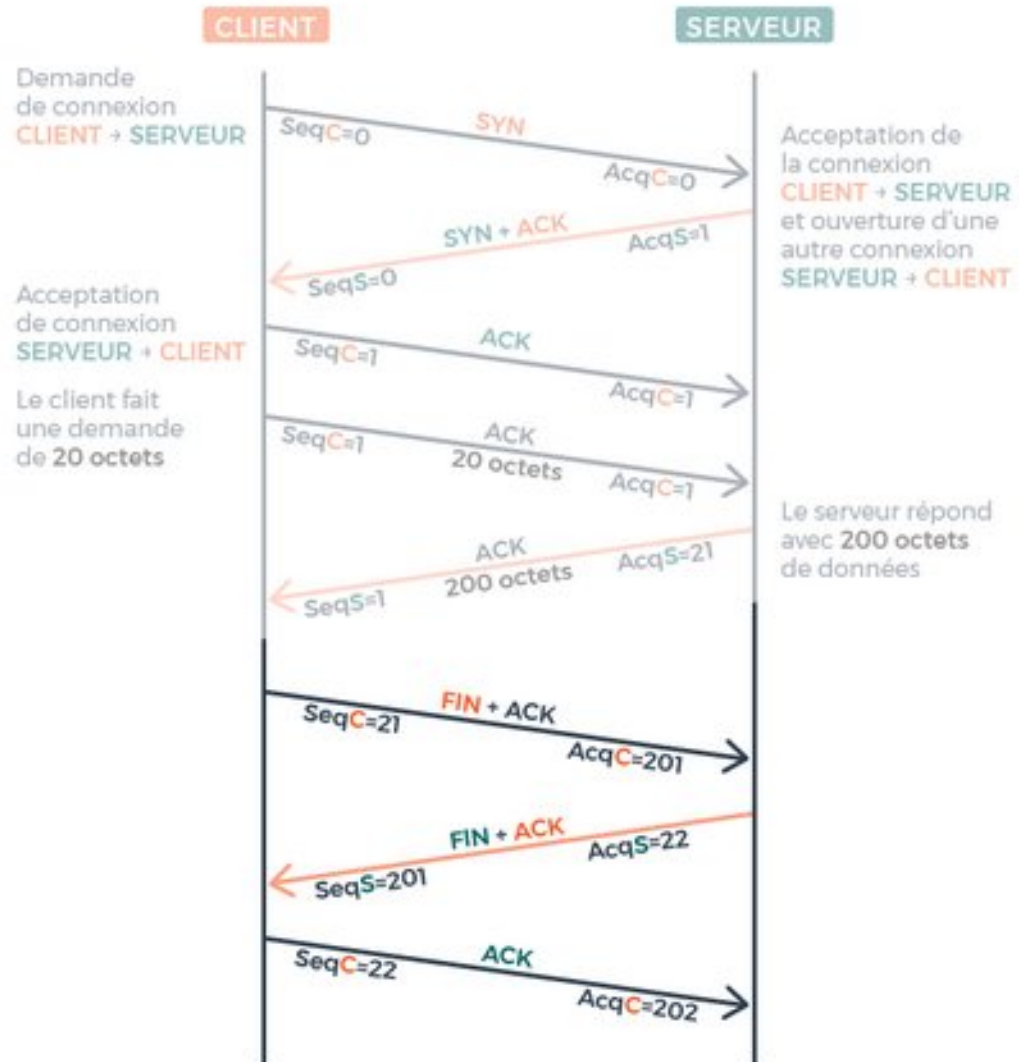 CLIENT
SERVEUR
Demande
de connexion
CLIENT → SERVEUR
SeqC=0
SYN
AcqC=0
Acceptation de
la connexion
CLIENT → SERVEUR
et ouverture d'une
autre connexion
SERVEUR → CLIENT
SYN + ACK
AcqS=1
SeqS=0
Acceptation
de connexion
SERVEUR → CLIENT
SeqC=1
ACK
AcqC=1
Le client fait
une demande
de 20 octets
SeqC=1
ACK
20 octets
AcqC=1
Le serveur répond
avec 200 octets
de données
ACK
200 octets
AcqS=21
SeqS=1
FIN + ACK
SeqC=21
AcqC=201
FIN + ACK
AcqS=22
SeqS=201
ACK
SeqC=22
AcqC=202